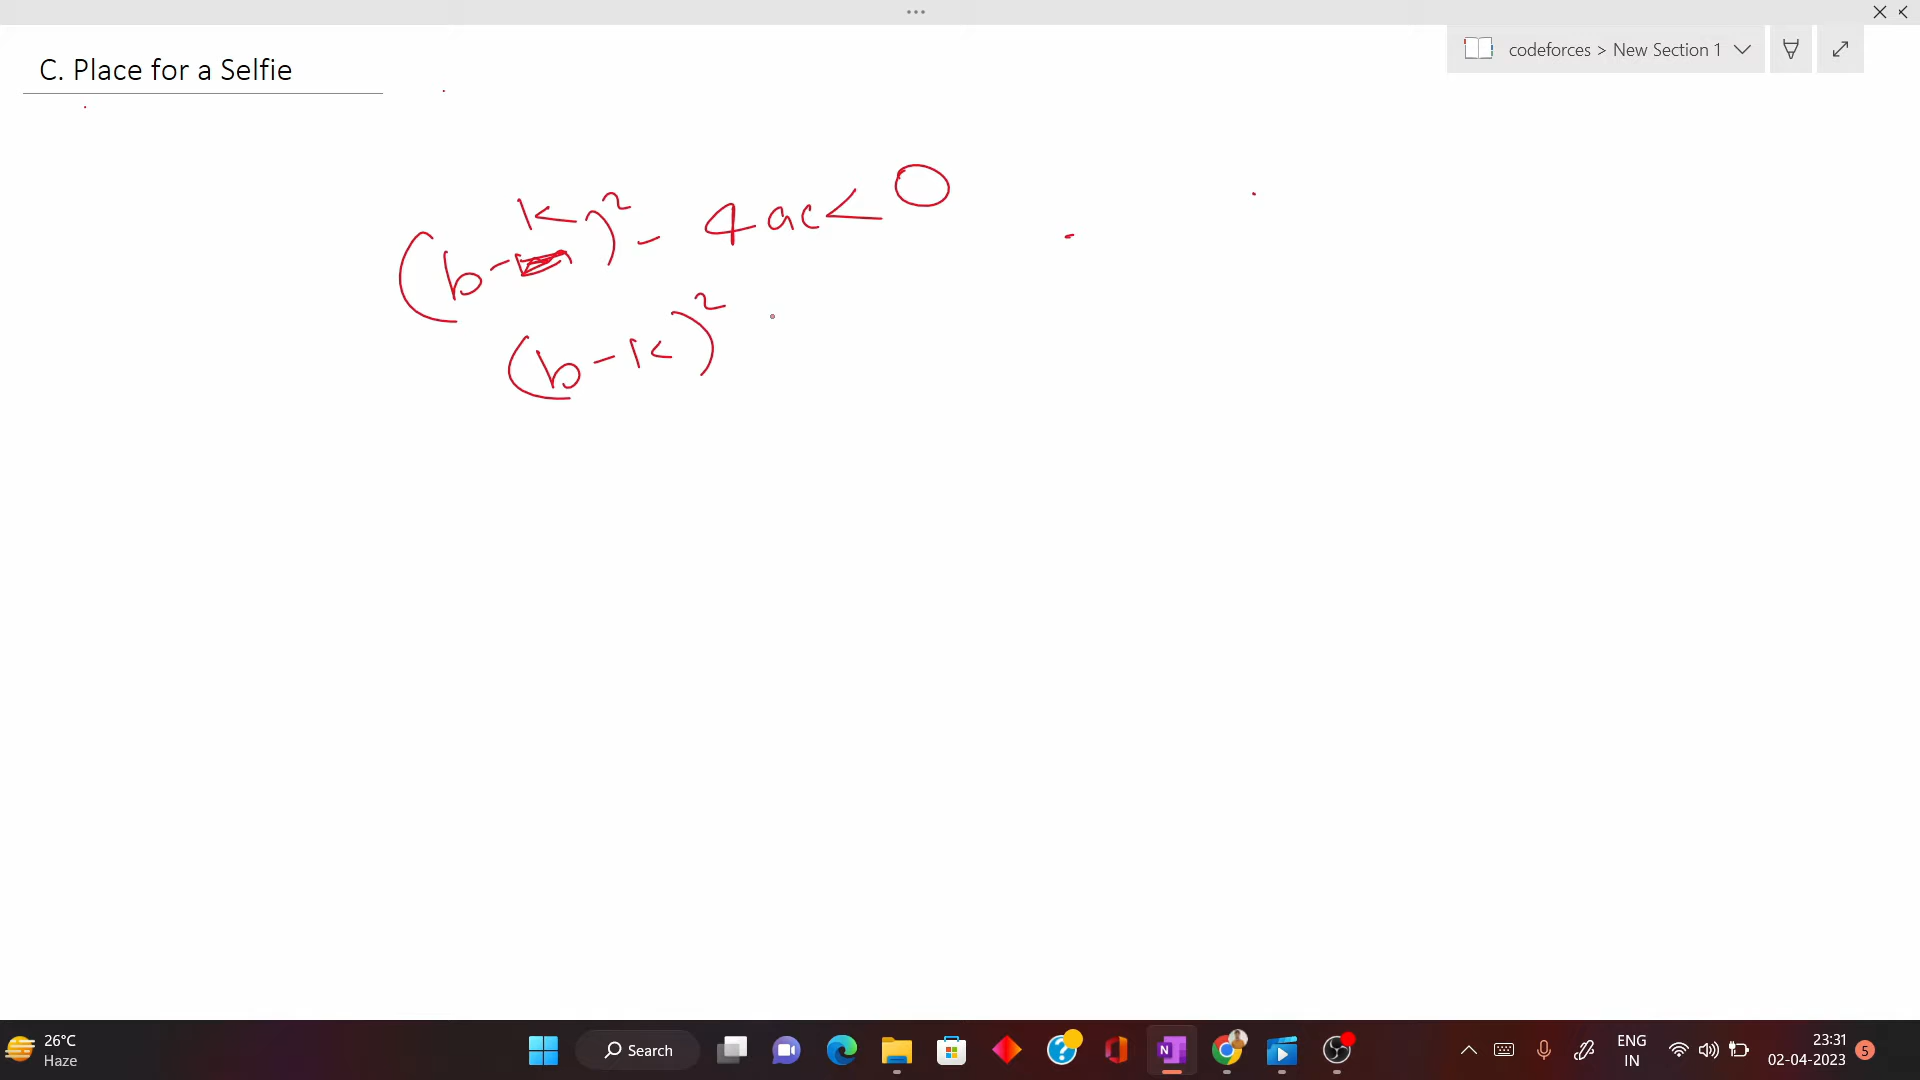 codeforces > New Section 1
C. Place for a Selfie
(b-k)² - 4ac < 0
(b-k)²
26°C
Haze
Search
ENG
IN
23:31
02-04-2023
5